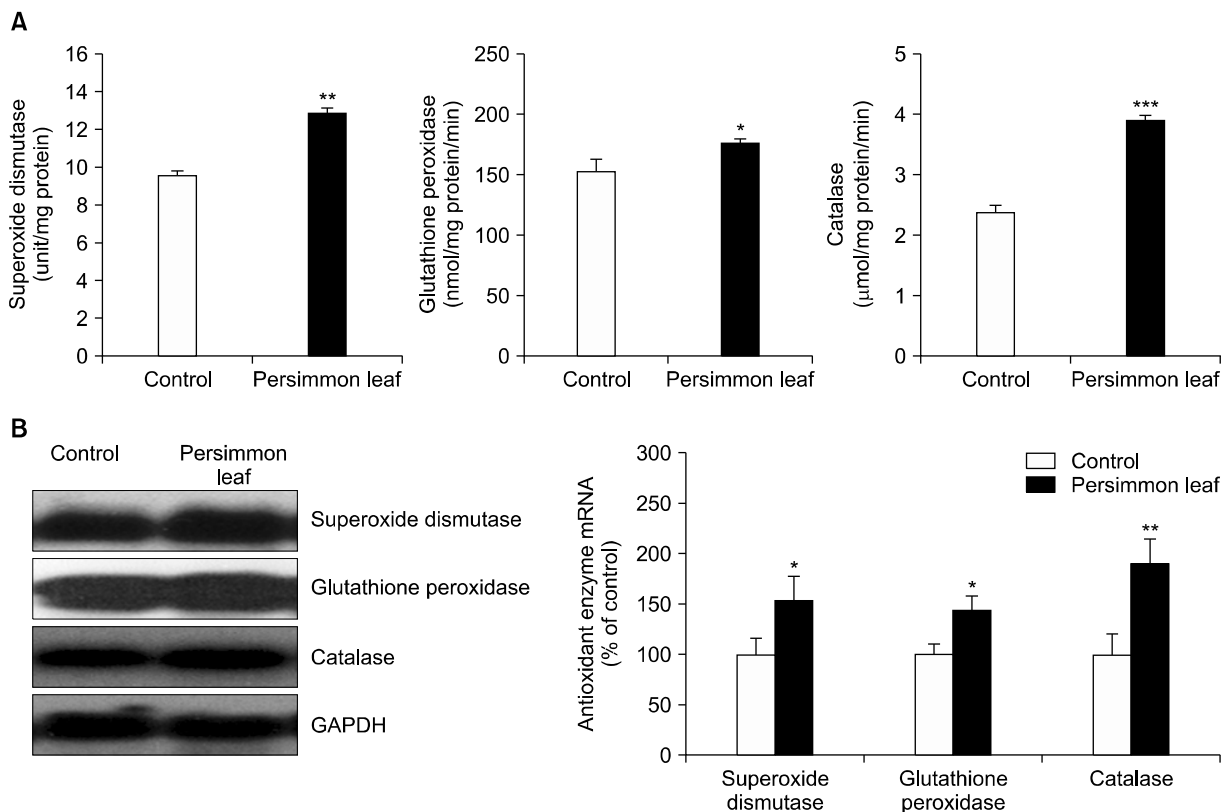 A
Superoxide dismutase
(unit/mg protein)
16
14
12
10
8
6
4
2
0
**
Control
Persimmon leaf
Glutathione peroxidase
(nmol/mg protein/min)
250
200
150
100
50
0
*
Control
Persimmon leaf
Catalase
(μmol/mg protein/min)
5
4
3
2
1
0
***
Control
Persimmon leaf
B
Control
Persimmon
leaf
Superoxide dismutase
Glutathione peroxidase
Catalase
GAPDH
Antioxidant enzyme mRNA
(% of control)
300
250
200
150
100
50
0
Control
Persimmon leaf
*
*
**
Superoxide
dismutase
Glutathione
peroxidase
Catalase